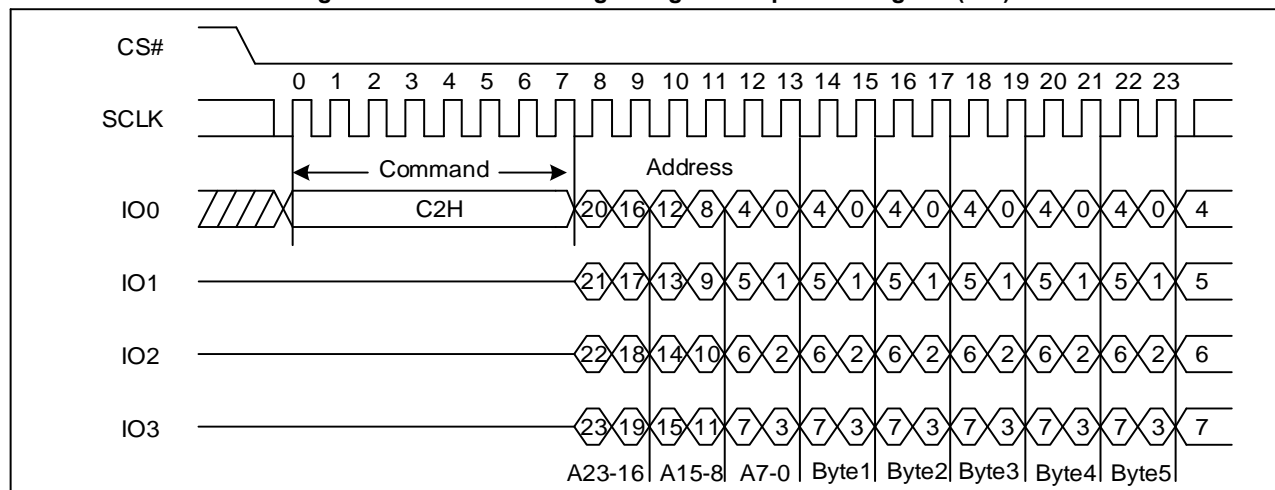 CS#
0 1 2 3 4 5 6 7 8 9 10 11 12 13 14 15 16 17 18 19 20 21 22 23
SCLK
Command Address
IO0 C2H 20 16 12 8 4 0 4 0 4 0 4 0 4 0 4 0 4
IO1 21 17 13 9 5 1 5 1 5 1 5 1 5 1 5 1 5
IO2 22 18 14 10 6 2 6 2 6 2 6 2 6 2 6 2 6
IO3 23 19 15 11 7 3 7 3 7 3 7 3 7 3 7 3 7
A23-16 A15-8 A7-0 Byte1 Byte2 Byte3 Byte4 Byte5